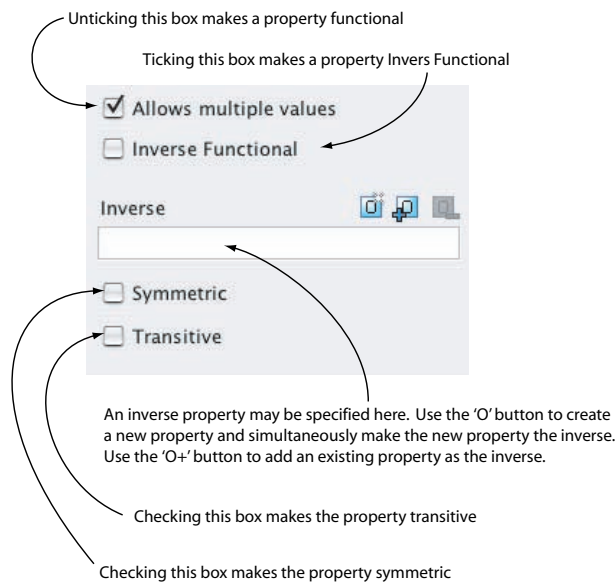 Unticking this box makes a property functional
Ticking this box makes a property Invers Functional
Allows multiple values
Inverse Functional
Inverse
Symmetric
Transitive
An inverse property may be specified here. Use the ‘O’ button to create
a new property and simultaneously make the new property the inverse.
Use the ‘O+’ button to add an existing property as the inverse.
Checking this box makes the property transitive
Checking this box makes the property symmetric